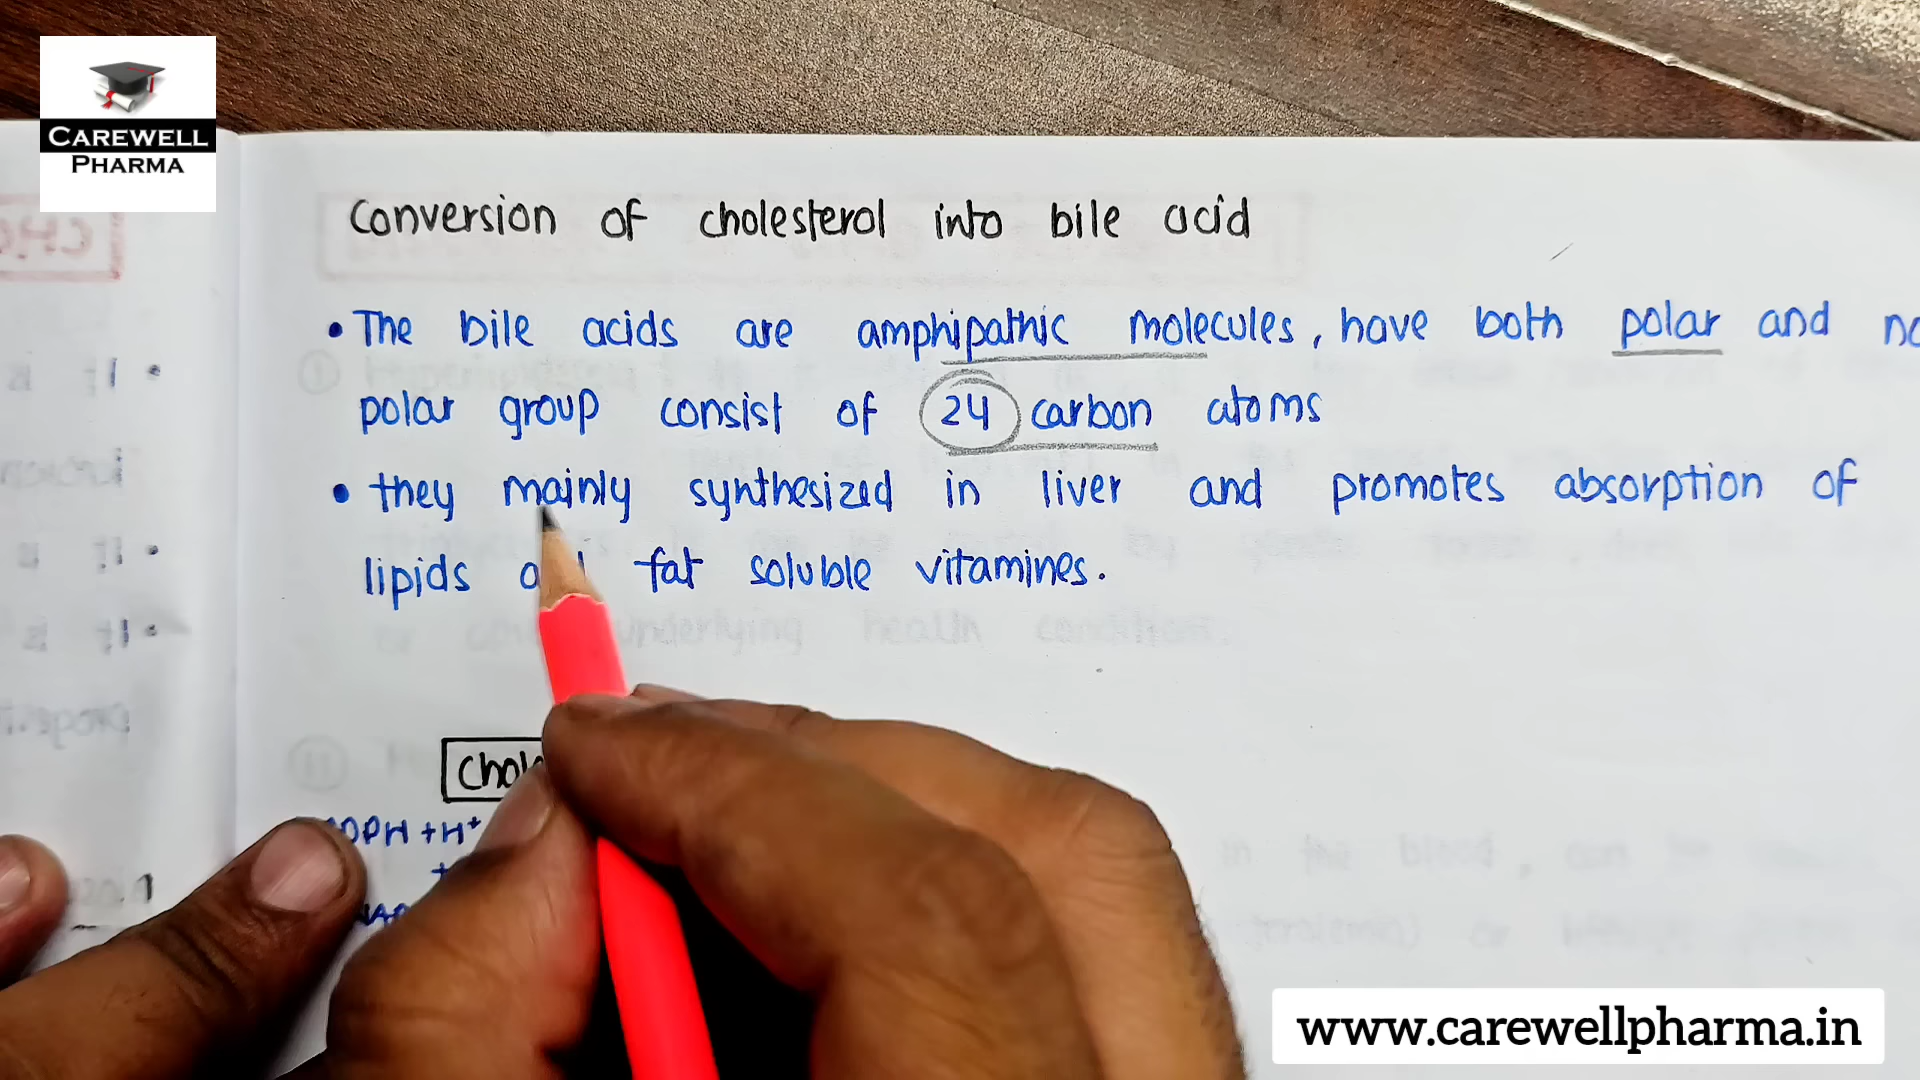 CAREWELL
PHARMA
Conversion of cholesterol into bile acid
• The bile acids are amphipathic molecules, have both polar and
polar group consist of 24 carbon atoms
• they mainly synthesized in liver and promotes absorption of
lipids fat soluble vitamines.
+ H+
+
www.carewellpharma.in